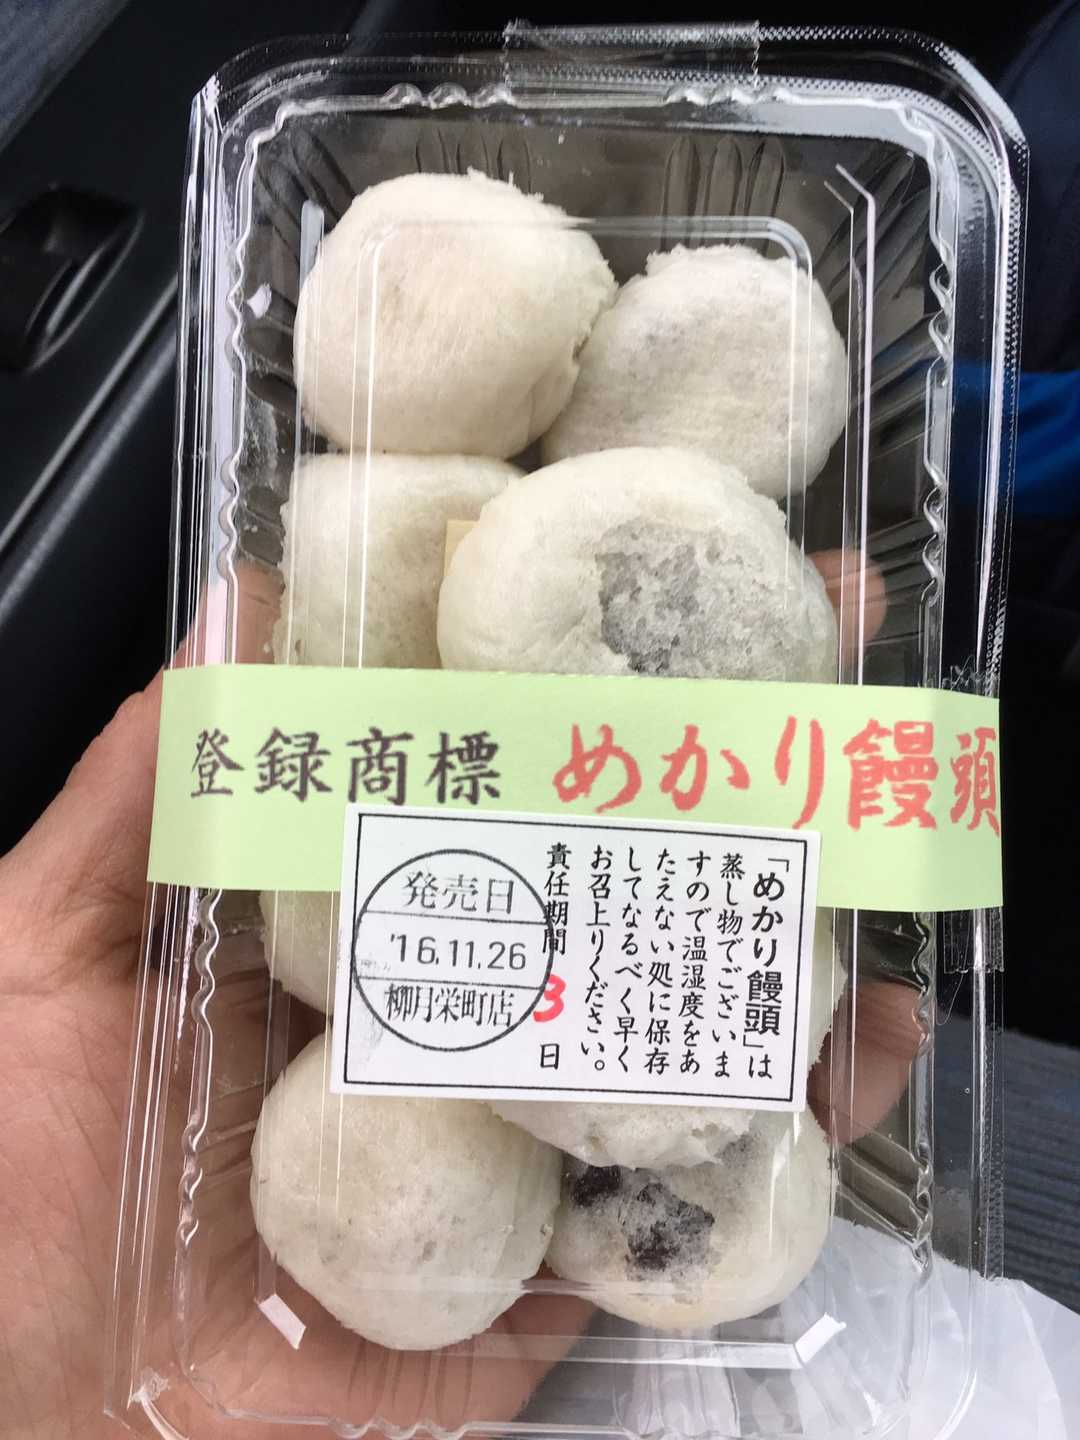 登録商標 めかり饅頭
「めかり饅頭」は
蒸し物でございま
すので温湿度をあ
たえない処に保存
してなるべく早く
お召上りください。
責任期間 3 日
発売日
'16.11.26
柳月栄町店